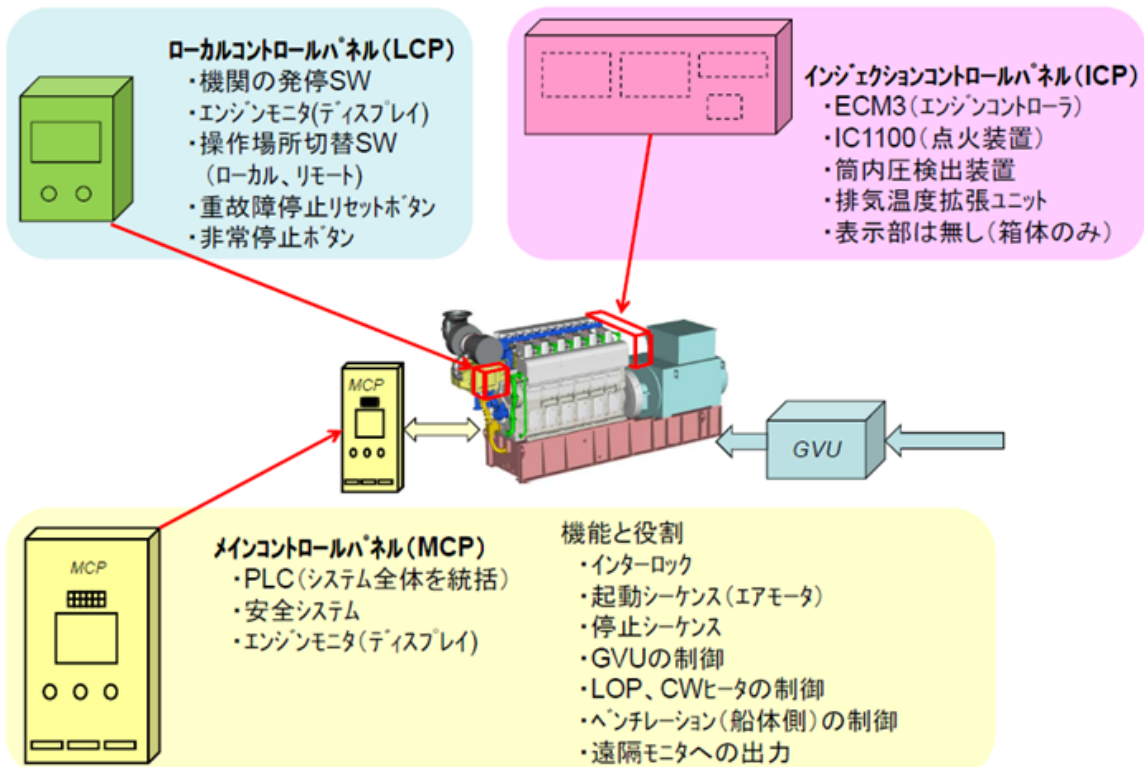 ローカルコントロールパネル(LCP)
・機関の発停SW
・エンジンモニタ(ディスプレイ)
・操作場所切替SW
(ローカル、リモート)
・重故障停止リセットボタン
・非常停止ボタン
インジェクションコントロールパネル(ICP)
・ECM3(エンジンコントローラ)
・IC1100(点火装置)
・筒内圧検出装置
・排気温度拡張ユニット
・表示部は無し(箱体のみ)
MCP
GVU
MCP
メインコントロールパネル(MCP)
・PLC(システム全体を統括)
・安全システム
・エンジンモニタ(ディスプレイ)
機能と役割
・インターロック
・起動シーケンス(エアモータ)
・停止シーケンス
・GVUの制御
・LOP、CWヒータの制御
・ベンチレーション(船体側)の制御
・遠隔モニタへの出力